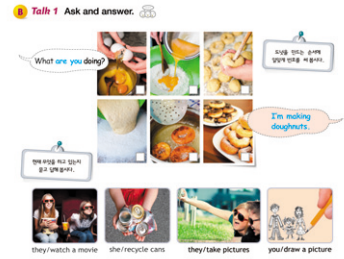 B Talk 1 Ask and answer.
What are you doing?
도넛을 만드는 순서에
알맞게 번호를 써 봅시다.
I'm making
doughnuts.
현재 무엇을 하고 있는지
묻고 답해 봅시다.
they/watch a movie
she/recycle cans
they/take pictures
you/draw a picture